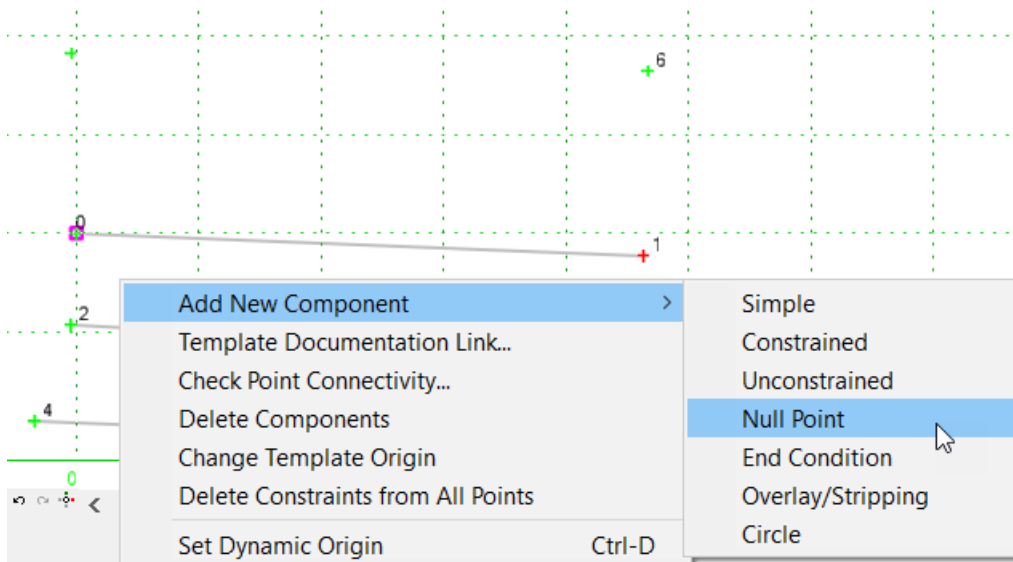 6
0
1
2
4
0
Add New Component >
Template Documentation Link...
Check Point Connectivity...
Delete Components
Change Template Origin
Delete Constraints from All Points
Set Dynamic Origin Ctrl-D
Simple
Constrained
Unconstrained
Null Point
End Condition
Overlay/Stripping
Circle